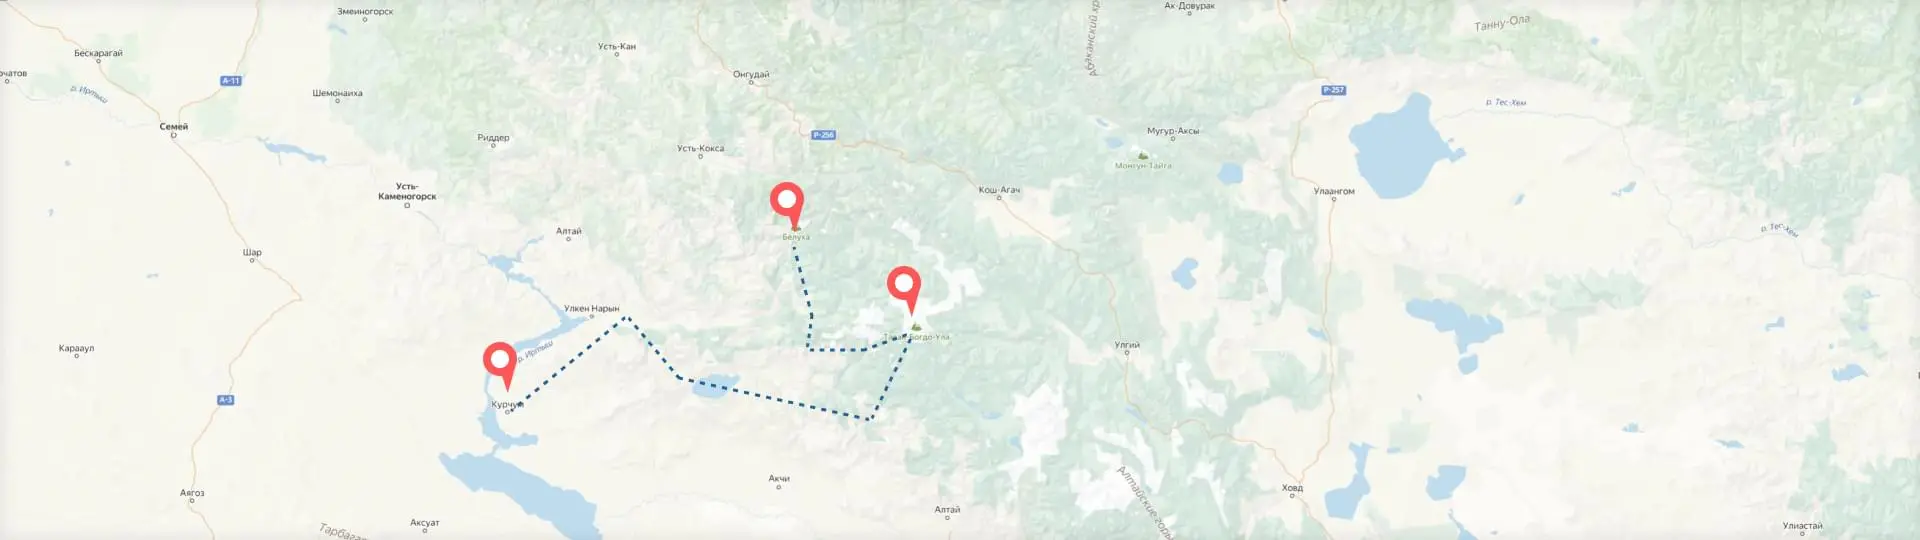 Змеиногорск
Ак-Довурак
Абаканский хр
Танну-Ола
Усть-Кан
Бескарагай
Онгудай
рчатов
А-11
р. Иртыш
Шемонаиха
Р-257
р. Тес-Хем
Семей
Риддер
Р-256
Мугур-Аксы
Усть-Кокса
Монгун-Тайга
Усть-
Каменогорск
Кош-Агач
Улаангом
Алтай
Белуха
р. Тес-Хем
Шар
Улкен Нарын
Таван-Богдо-Ула
Карааул
р. Иртыш
Улгий
А-3
Курчум
Акчи
Алтайские горы
Ховд
Аягоз
Алтай
Аксуат
Тарбага
Улиастай